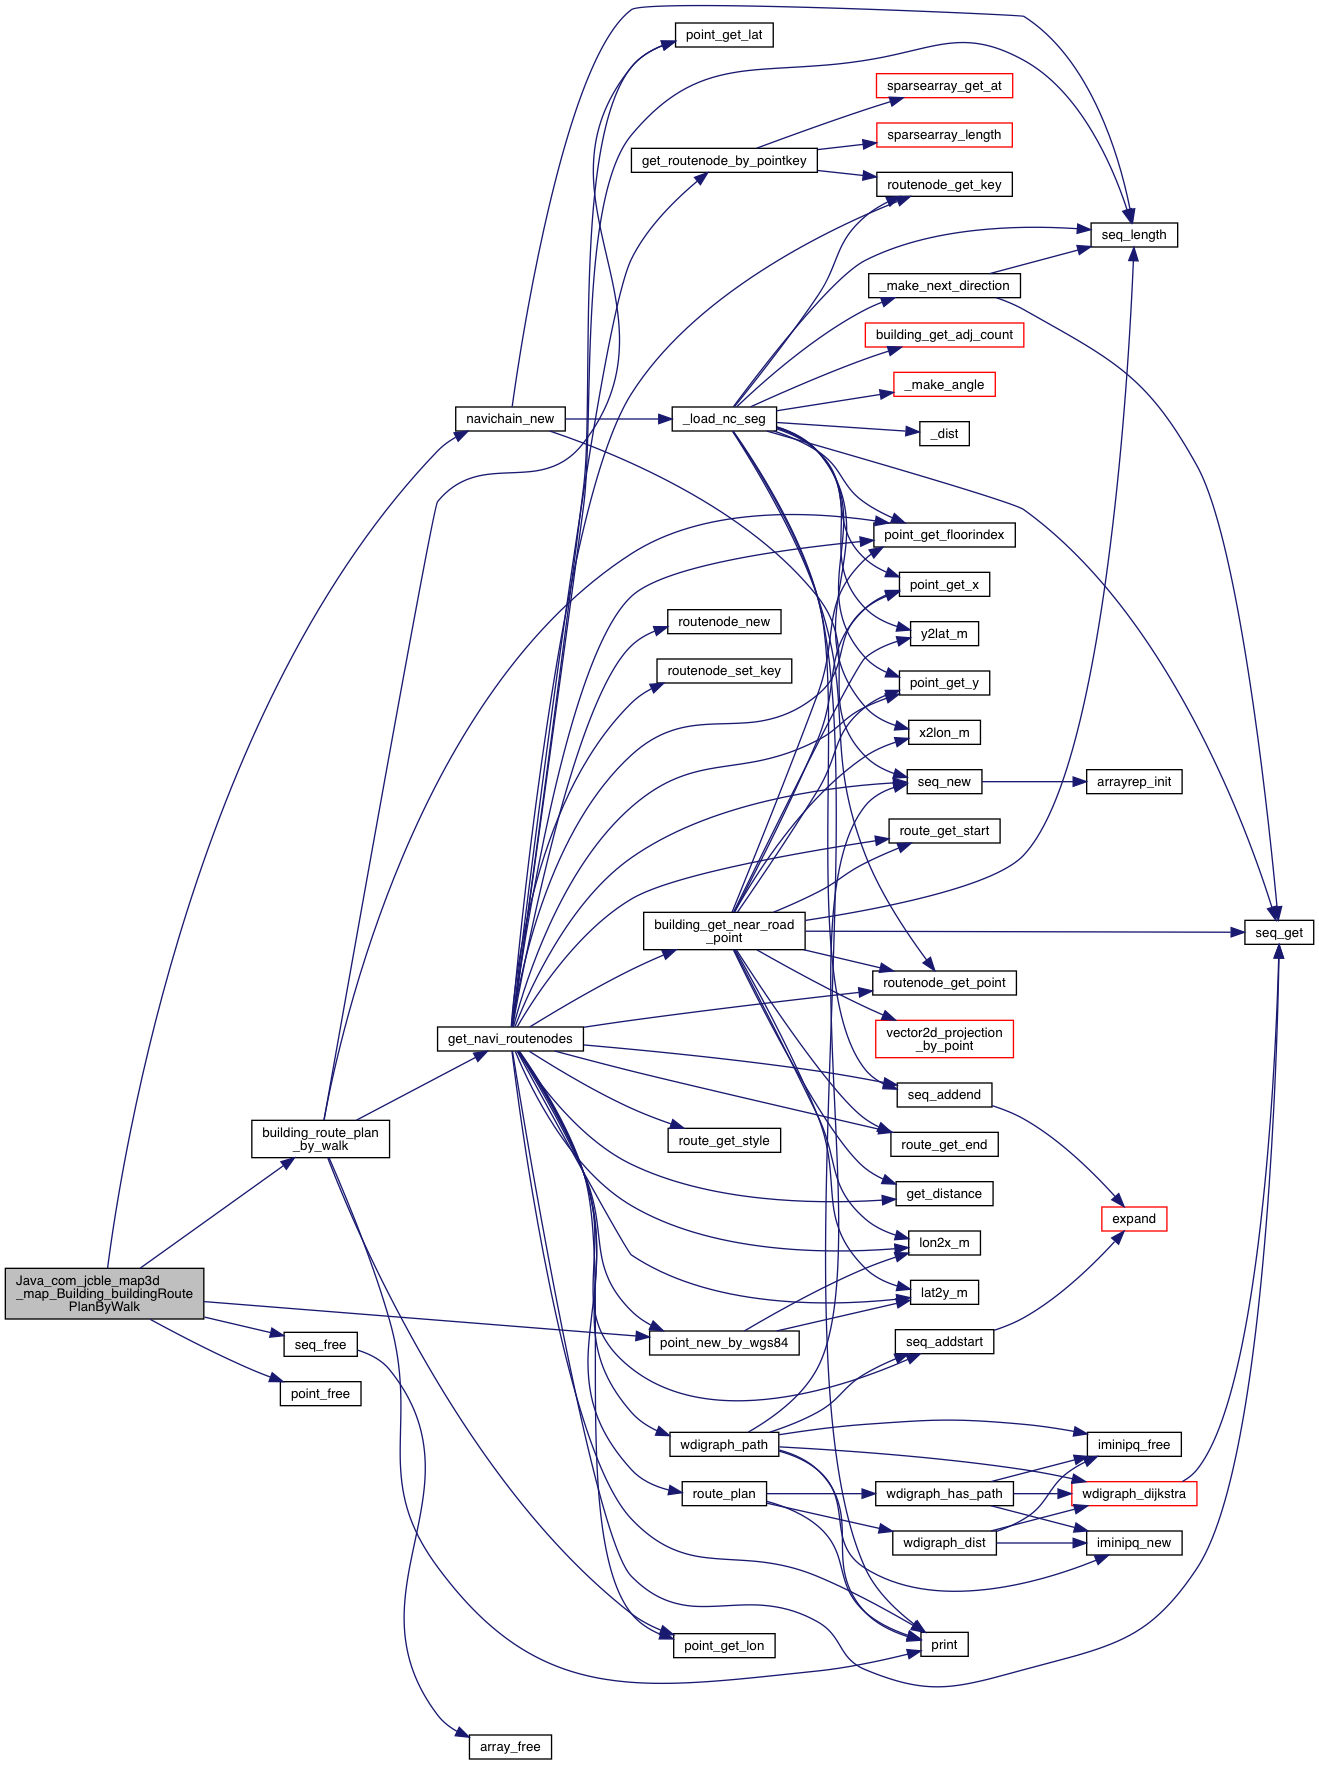 point_get_lat
sparsearray_get_at
sparsearray_length
get_routenode_by_pointkey
routenode_get_key
seq_length
_make_next_direction
building_get_adj_count
_make_angle
navichain_new
_load_nc_seg
_dist
point_get_floorindex
point_get_x
routenode_new
y2lat_m
routenode_set_key
point_get_y
x2lon_m
seq_new
arrayrep_init
route_get_start
building_get_near_road
_point
seq_get
routenode_get_point
get_navi_routenodes
vector2d_projection
_by_point
seq_addend
building_route_plan
_by_walk
route_get_style
route_get_end
get_distance
expand
lon2x_m
Java_com_jcble_map3d
_map_Building_buildingRoute
PlanByWalk
lat2y_m
seq_free
point_new_by_wgs84
seq_addstart
point_free
wdigraph_path
iminipq_free
route_plan
wdigraph_has_path
wdigraph_dijkstra
wdigraph_dist
iminipq_new
point_get_lon
print
array_free